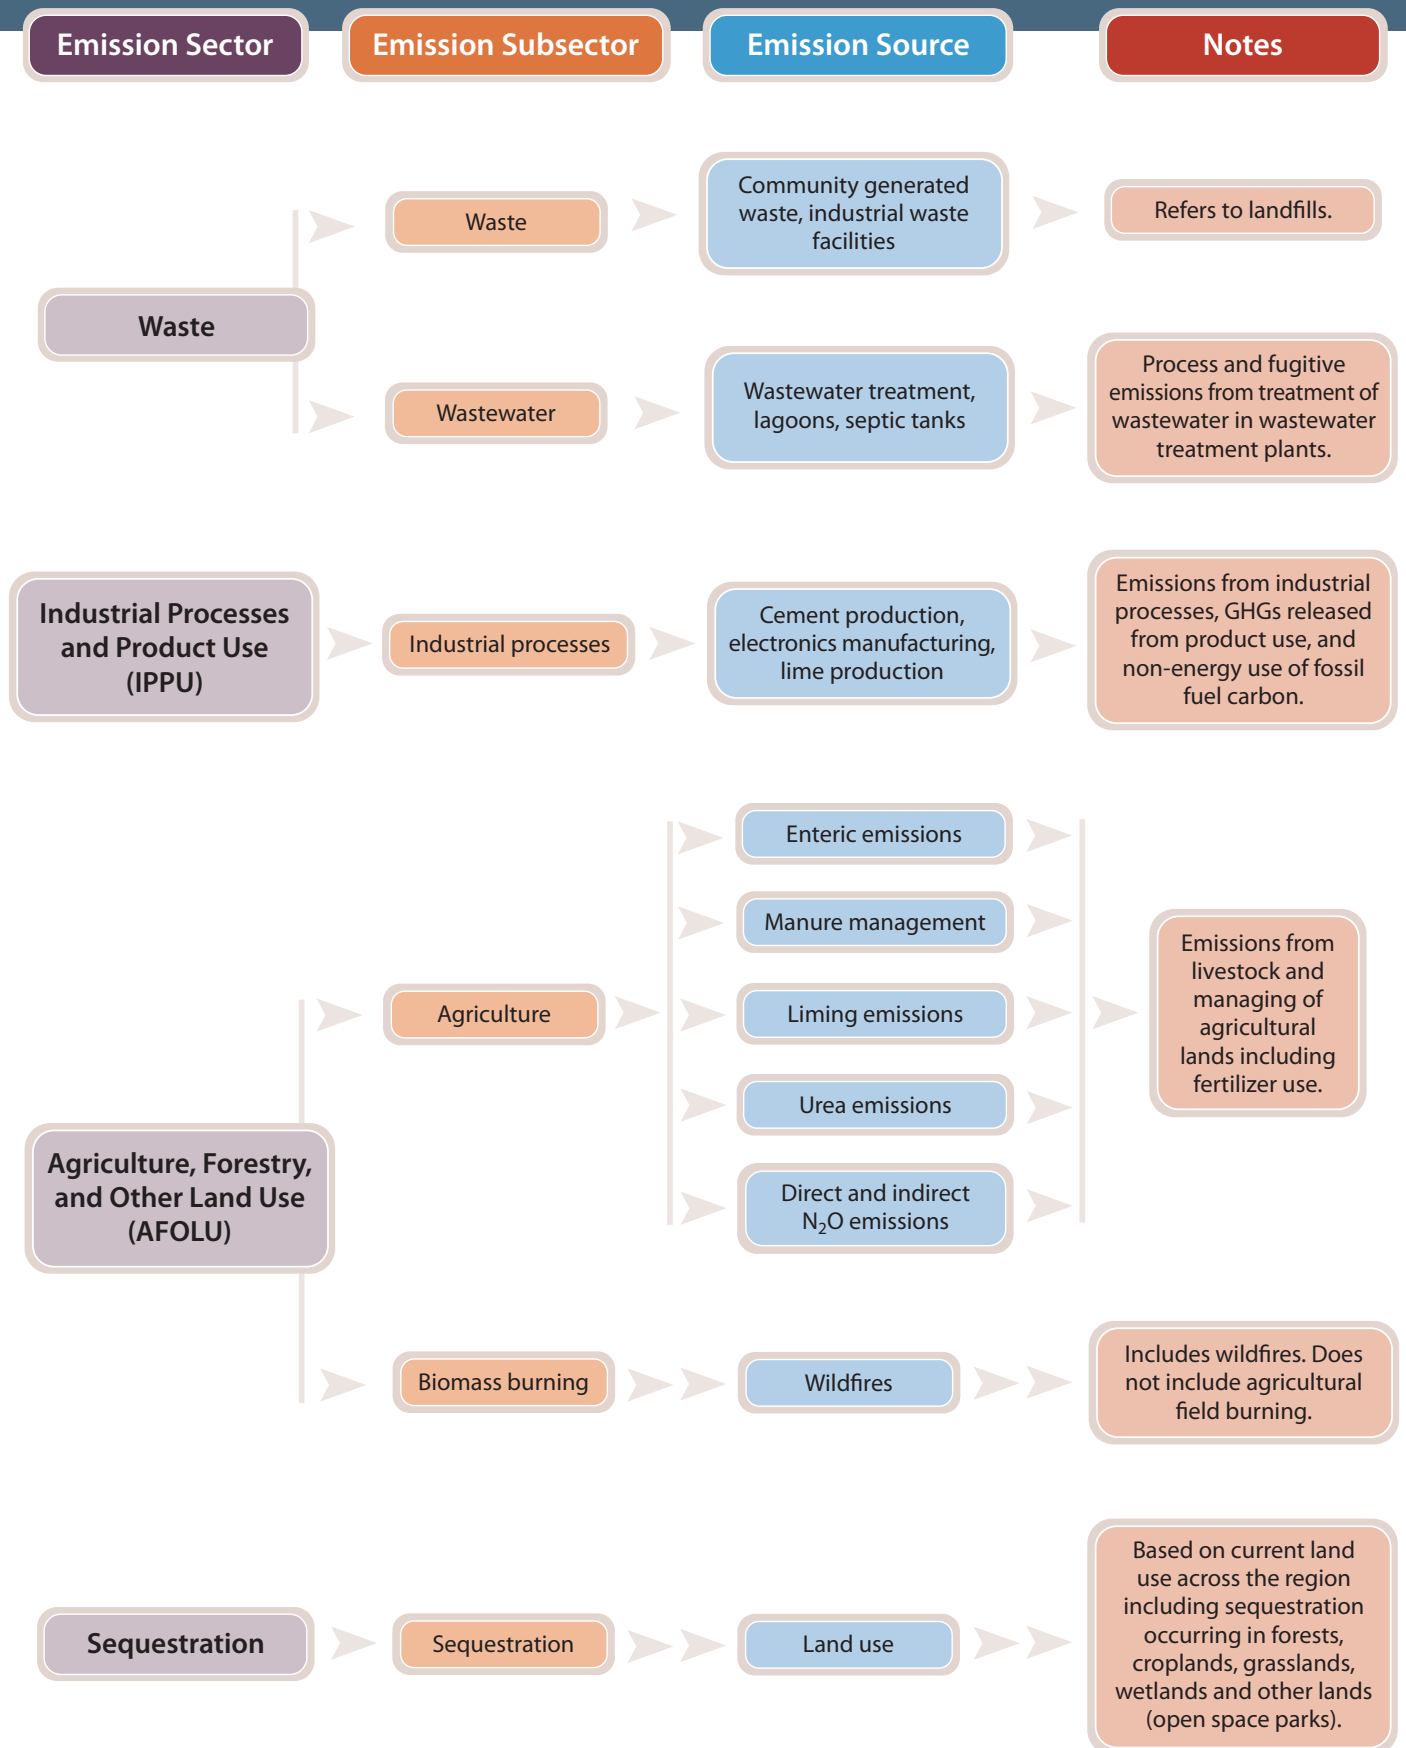 Emission Sector
Emission Subsector
Emission Source
Notes
Waste
Waste
Community generated
waste, industrial waste
facilities
Refers to landfills.
Wastewater
Wastewater treatment,
lagoons, septic tanks
Process and fugitive
emissions from treatment of
wastewater in wastewater
treatment plants.
Industrial Processes
and Product Use
(IPPU)
Industrial processes
Cement production,
electronics manufacturing,
lime production
Emissions from industrial
processes, GHGs released
from product use, and
non-energy use of fossil
fuel carbon.
Agriculture, Forestry,
and Other Land Use
(AFOLU)
Agriculture
Enteric emissions
Manure management
Liming emissions
Urea emissions
Direct and indirect
N₂O emissions
Emissions from
livestock and
managing of
agricultural
lands including
fertilizer use.
Biomass burning
Wildfires
Includes wildfires. Does
not include agricultural
field burning.
Sequestration
Sequestration
Land use
Based on current land
use across the region
including sequestration
occurring in forests,
croplands, grasslands,
wetlands and other lands
(open space parks).